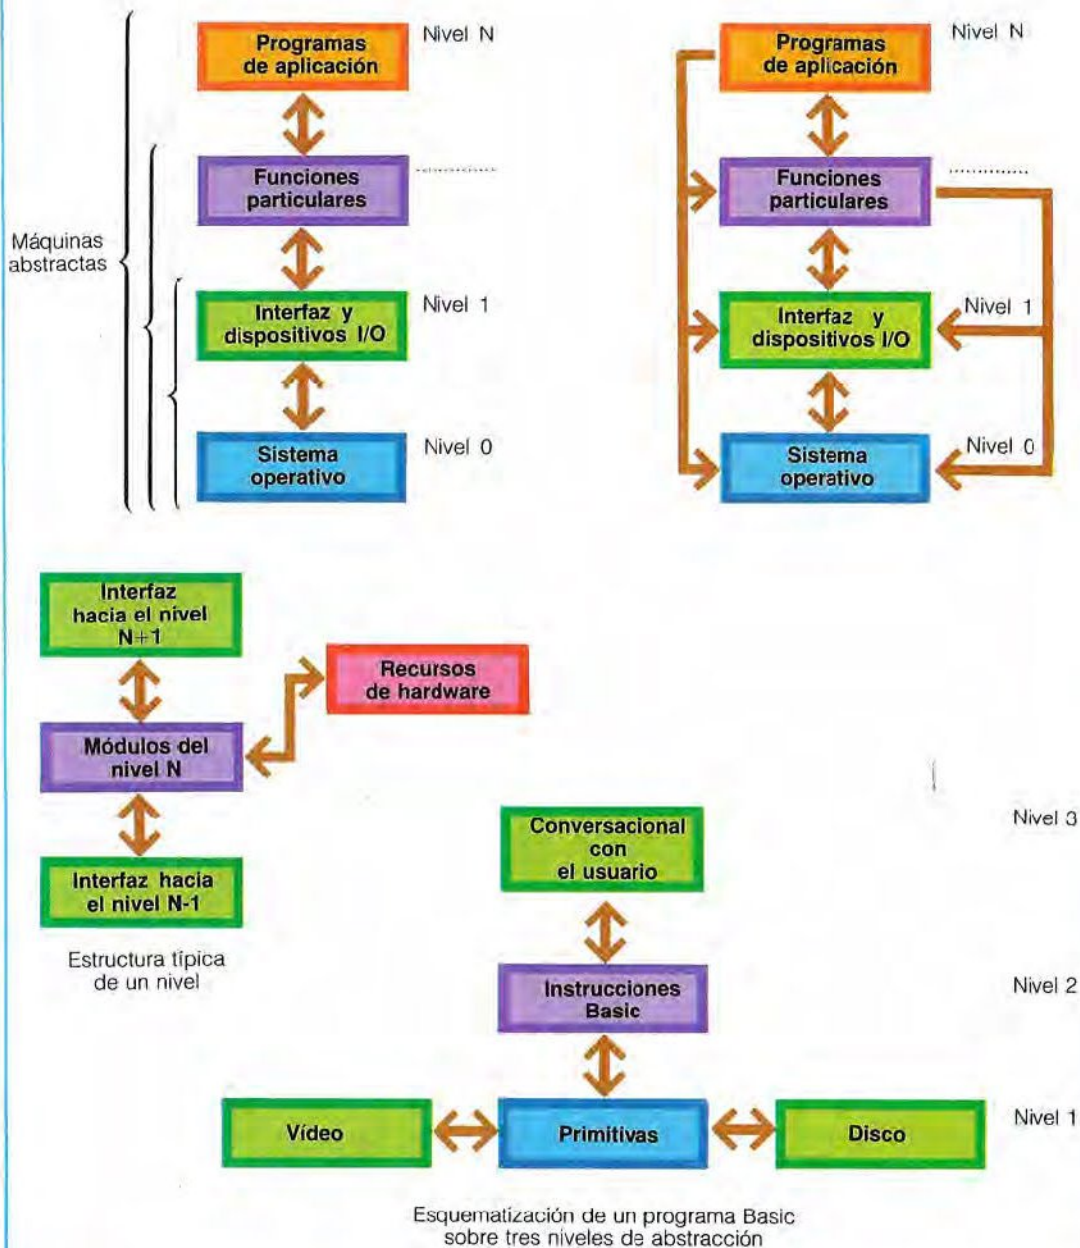 Programas
de aplicación
Nivel N
Funciones
particulares
..............
Máquinas
abstractas
Interfaz y
dispositivos I/O
Nivel 1
Sistema
operativo
Nivel 0
Programas
de aplicación
Nivel N
Funciones
particulares
..............
Interfaz y
dispositivos I/O
Nivel 1
Sistema
operativo
Nivel 0
Interfaz
hacia el nivel
N+1
Recursos
de hardware
Módulos del
nivel N
Interfaz hacia
el nivel N-1
Estructura típica
de un nivel
Conversacional
con
el usuario
Nivel 3
Instrucciones
Basic
Nivel 2
Vídeo
Primitivas
Disco
Nivel 1
Esquematización de un programa Basic
sobre tres niveles de abstracción